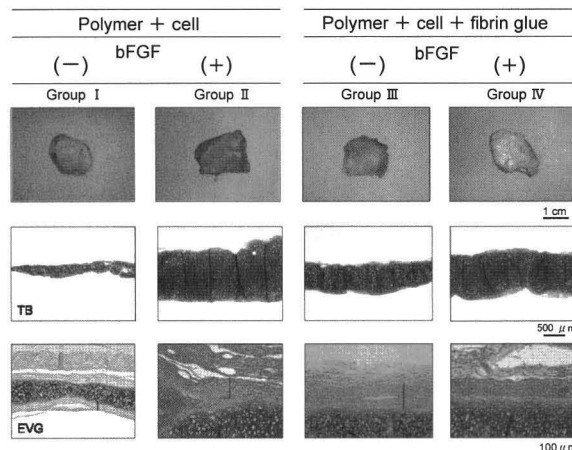 Polymer + cell
Polymer + cell + fibrin glue
bFGF
bFGF
(−)
(+)
(−)
(+)
Group Ⅰ
Group Ⅱ
Group Ⅲ
Group Ⅳ
1 cm
TB
500 μm
EVG
100 μm